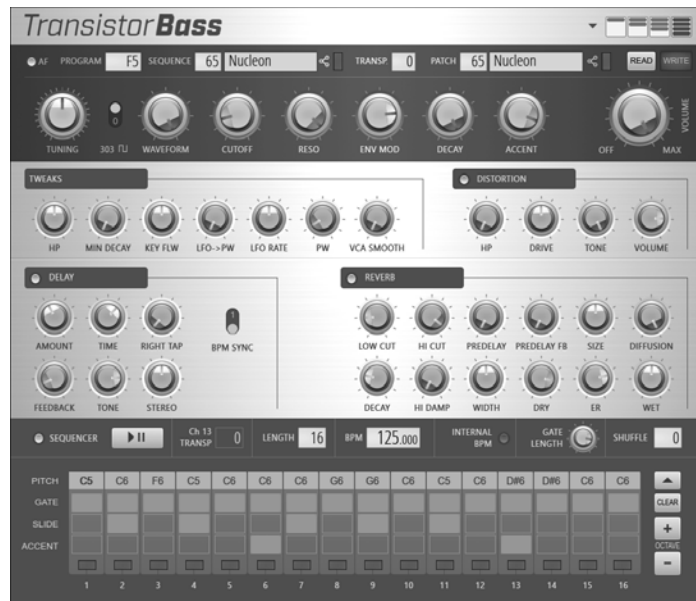 TransistorBass
AF PROGRAM F5 SEQUENCE 65 Nucleon TRANSP. 0 PATCH 65 Nucleon READ WRITE
0
TUNING 303 WAVEFORM CUTOFF RESO ENV MOD DECAY ACCENT OFF MAX VOLUME
TWEAKS DISTORTION
HP MIN DECAY KEY FLW LFO->PW LFO RATE PW VCA SMOOTH HP DRIVE TONE VOLUME
DELAY REVERB
1
AMOUNT TIME RIGHT TAP BPM SYNC LOW CUT HI CUT PREDELAY PREDELAY FB SIZE DIFFUSION
FEEDBACK TONE STEREO DECAY HI DAMP WIDTH DRY ER WET
SEQUENCER Ch 13 TRANSP 0 LENGTH 16 BPM 125.000 INTERNAL BPM GATE LENGTH SHUFFLE 0
PITCH C5 C6 F6 C5 C6 C6 C6 G6 G6 C6 C5 C6 D#6 D#6 C6 C6
GATE CLEAR
SLIDE +
ACCENT OCTAVE
-
1 2 3 4 5 6 7 8 9 10 11 12 13 14 15 16